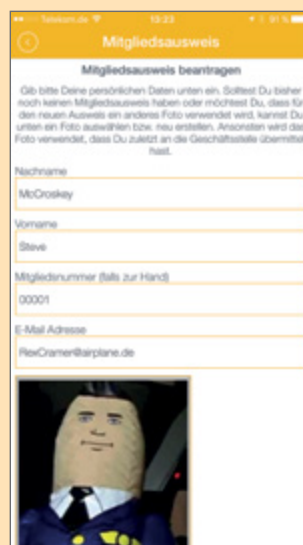 Telekom.de 13:23 91 %
Mitgliedsausweis
Mitgliedsausweis beantragen
Gib bitte Deine persönlichen Daten unten ein. Solltest Du bisher
noch keinen Mitgliedsausweis haben oder möchtest Du, dass für
den neuen Ausweis ein anderes Foto verwendet wird, kannst Du
unten ein Foto auswählen bzw. neu erstellen. Ansonsten wird das
Foto verwendet, dass Du zuletzt an die Geschäftsstelle übermittelt
hast.
Nachname
McCroskey
Vorname
Steve
Mitgliedsnummer (falls zur Hand)
00001
E-Mail Adresse
RexCramer@airplane.de